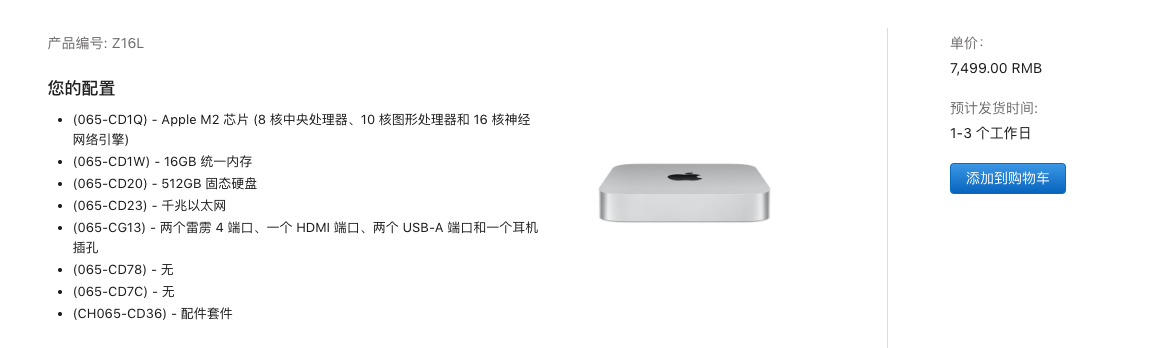 产品编号: Z16L
您的配置
• (065-CD1Q) - Apple M2 芯片 (8 核中央处理器、10 核图形处理器和 16 核神经
网络引擎)
• (065-CD1W) - 16GB 统一内存
• (065-CD20) - 512GB 固态硬盘
• (065-CD23) - 千兆以太网
• (065-CG13) - 两个雷雳 4 端口、一个 HDMI 端口、两个 USB-A 端口和一个耳机
插孔
• (065-CD78) - 无
• (065-CD7C) - 无
• (CH065-CD36) - 配件套件
单价:
7,499.00 RMB
预计发货时间:
1-3 个工作日
添加到购物车